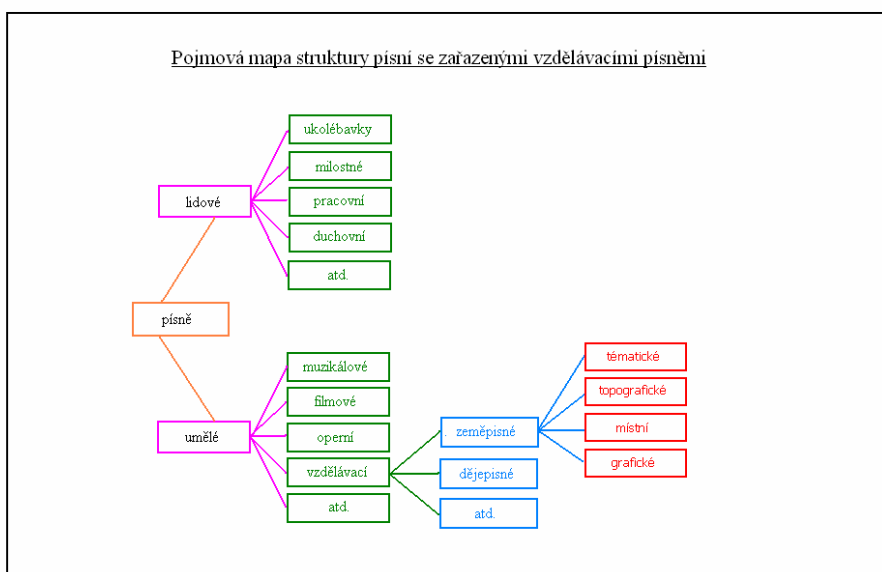 Pojmová mapa struktury písní se zařazenými vzdělávacími písněmi
ukolébavky
milostné
lidové
pracovní
duchovní
atd.
písně
muzikálové
filmové
umělé
operní
vzdělávací
atd.
zeměpisné
dějepisné
atd.
tématické
topografické
místní
grafické